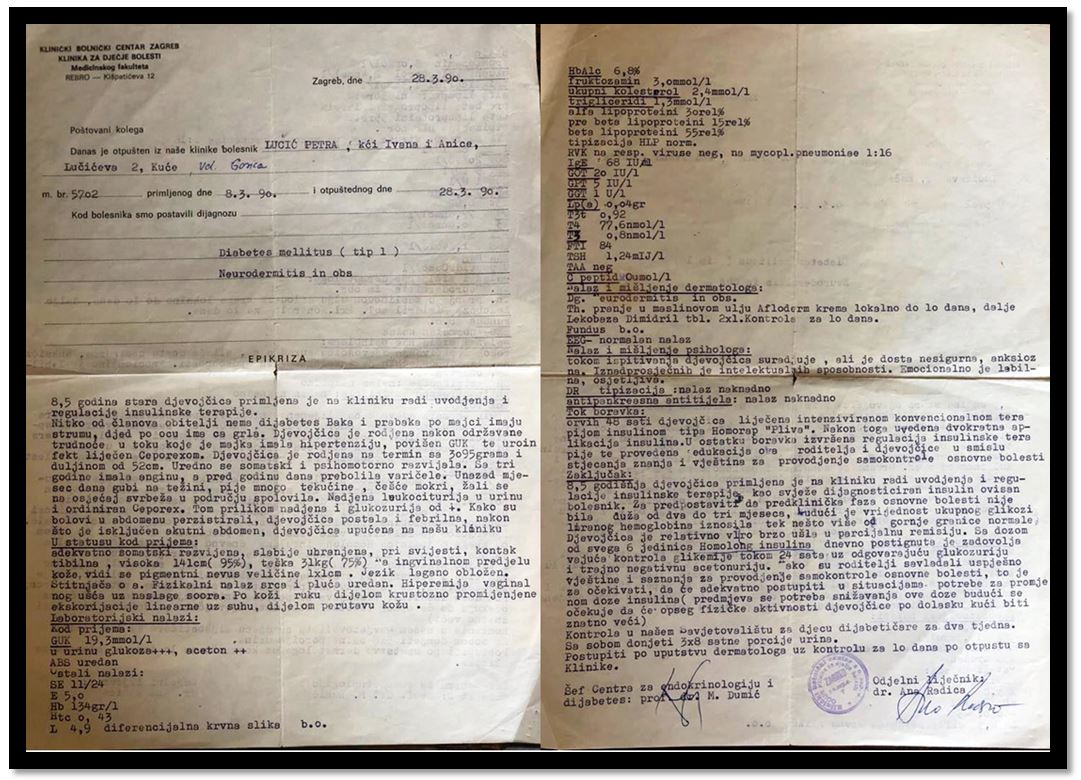 KLINIČKI BOLNIČKI CENTAR ZAGREB
KLINIKA ZA DJEČJE BOLESTI
Medicinskog fakulteta
REBRO — Kišpatićeva 12
Zagreb, dne 28.3.90.
Poštovani kolega
Danas je otpušten iz naše klinike bolesnik LUCIĆ PETRA , kći Ivana i Anice,
Lučićeva 2, Kuće, Vel. Gorica
m. br. 5702 primljenog dne 8.3.90. i otpuštednog dne 28.3.90.
Kod bolesnika smo postavili dijagnozu
Diabetes mellitus ( tip l )
Neurodermitis in obs
EPIKRIZA
8,5 godina stara djevojčica primljena je na kliniku radi uvodjenja i
regulacije insulinske terapije.
Nitko od članova obitelji nema dijabetes Baka i prabaka po majci imaju
strumu, djed po ocu ima ca grla. Djevojčica je rodjena nakon održavane
trudnoće u toku koje je majka imala hipertenziju, povišen GUK te uroin
fekt liječen Ceporexom. Djevojčica je rodjena na termin sa 3o95grama i
duljinom od 52cm. Uredno se somatski i psihomotorno razvijala. Sa tri
godine imala anginu, a pred godinu dana prebolila varičele. Unazad mje-
sec dana gubi na težini, pije mnogo tekućine , češće mokri, žali se
na osjećaj svrbeža u području spolovila. Nadjena leukociturija u urinu
i ordiniran Ceporex. Tom prilikom nadjena i glukozurija od 4. Kako su
bolovi u abdomenu perzistirali, djevojčica postala i febrilna, nakon
što je isključen akutni abdomen, djevojčica upućena na našu kliniku
U statusu kod prijema:
adekvatno somatski razvijena, slabije uhranjena, pri svijesti, kontak
tibilna , visoka 141cm( 95%), teška 31kg( 75%) Na ingvinalnom predjelu
kože vidi se pigmentni nevus veličine lxlcm . Jezik lagano obložen.
Štitnjača o a. Fizikalni nalaz srca i pluća uredan. Hiperemija vaginal
nog ušća uz naslage soora. Po koži ruku dijelom krustozno promijenjene
ekskorijacije linearne uz suhu, dijelom perutavu kožu .
Laboratorijski nalazi:
Kod prijema:
GUK 19,3mmol/l
u urinu glukoza+++, aceton ++
ABS uredan
Ostali nalazi:
SE 11/24
E 5,0
Hb 134gr/l
Htc o, 43
L 4,9 diferencijalna krvna slika b.o.
HbAlc 6,8%
fruktozamin 3,ommol/l
ukupni kolesterol 2,4mmol/l
trigliceridi 1,3mmol/l
alfa lipoproteini 3orel%
pre beta lipoproteini 15rel%
beta lipoproteini 55rel%
tipizacija HLP norm.
RVK na resp. viruse neg, na mycopl.pneumoniae 1:16
IgE 68 IU/l
GOT 2o IU/l
GPT 5 IU/l
GGT 1 U/l
Lp(a) o,o4gr
T3t o,92
T4 77,6nmol/l
T3 o,8nmol/l
FTI 84
TSH 1,24mIJ/l
TAA neg
C peptid Oumol/l
Nalaz i mišljenje dermatologa:
Dg. Neurodermitis in obs.
Th. pranje u maslinovom ulju Afloderm krema lokalno do lo dana, dalje
Lekobaza Dimidril tbl. 2xl.Kontrola za lo dana.
Fundus b.o.
EEG- normalan nalaz
Nalaz i mišljenje psihologa:
tokom ispitivanja djevojčica suradjuje , ali je dosta nesigurna, anksioz
na. Iznadprosječnih je intelektualnih sposobnosti. Emocionalno je labil-
na, osjetljiva.
DR tipizacija :nalaz naknadno
antipankreasna antitijela: nalaz naknadno
Tok boravka:
prvih 48 sati djevojčica liječena intenziviranom konvencionalnom tera
pijom insulinom tipa Homorap "Pliva". Nakon toga uvedena dvokratna ap-
likacija insulina.U ostatku boravka izvršena regulacija insulinske tera
pije te provedena edukacija oba roditelja i djevojčice u smislu
stjecanja znanja i vještina za provodjenje samokontrole osnovne bolesti
Zaključak:
8,5 godišnja djevojčica primljena je na kliniku radi uvodjenja i regu-
lacije insulinske terapije kao svježe dijagnosticiran insulin ovisan
bolesnik. Za predpostaviti je da predklinička faza osnovne bolesti nije
bila duža od dva do tri mjeseca, budući je vrijednost ukupnog glikozi
liranog hemoglobina iznosila tek nešto više od gornje granice normale,
Djevojčica je relativno vrlo brzo ušla u parcijalnu remisiju. Sa dozom
od svega 6 jedinica Homolong insulina dnevno postignuta je zadovolja
vajuća kontrola glikemije tokom 24 sata uz odgovarajuću glukozuriju
i trajno negativnu acetonuriju. Kako su roditelji savladali uspješno
vještine i saznanja za provodjenje samokontrole osnovne bolesti, to je
za očekivati, da će adekvatno postupiti u situacijama potrebe za promje
nom doze insulina( predmjeva se potreba snižavanja ove doze budući se
očekuje da će opseg fizičke aktivnosti djevojčice po dolasku kući biti
znatno veći)
Kontrola u našem Savjetovalištu za djecu dijabetičare za dva tjedna.
Sa sobom donjeti 3x8 satne porcije urina.
Postupiti po uputstvu dermatologa uz kontrolu za lo dana po otpustu sa
Klinike.
Šef Centra za endokrinologiju i
dijabetes: prof. dr. M. Dumić
Odjelni liječnik
dr. Ana Radica
ZAGREB